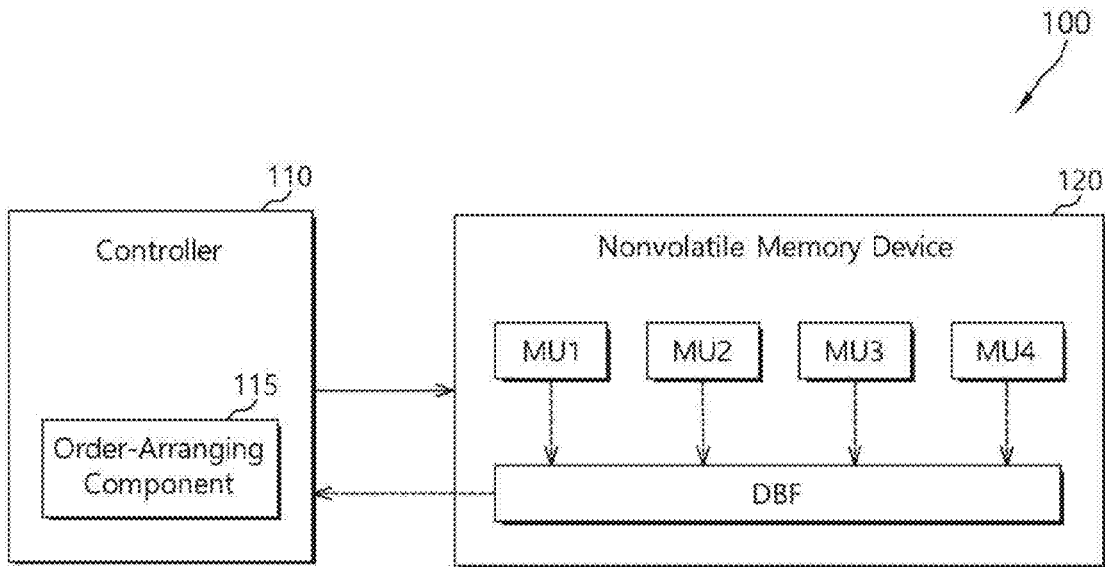 100
110
Controller
115
Order-Arranging
Component
120
Nonvolatile Memory Device
MU1
MU2
MU3
MU4
DBF